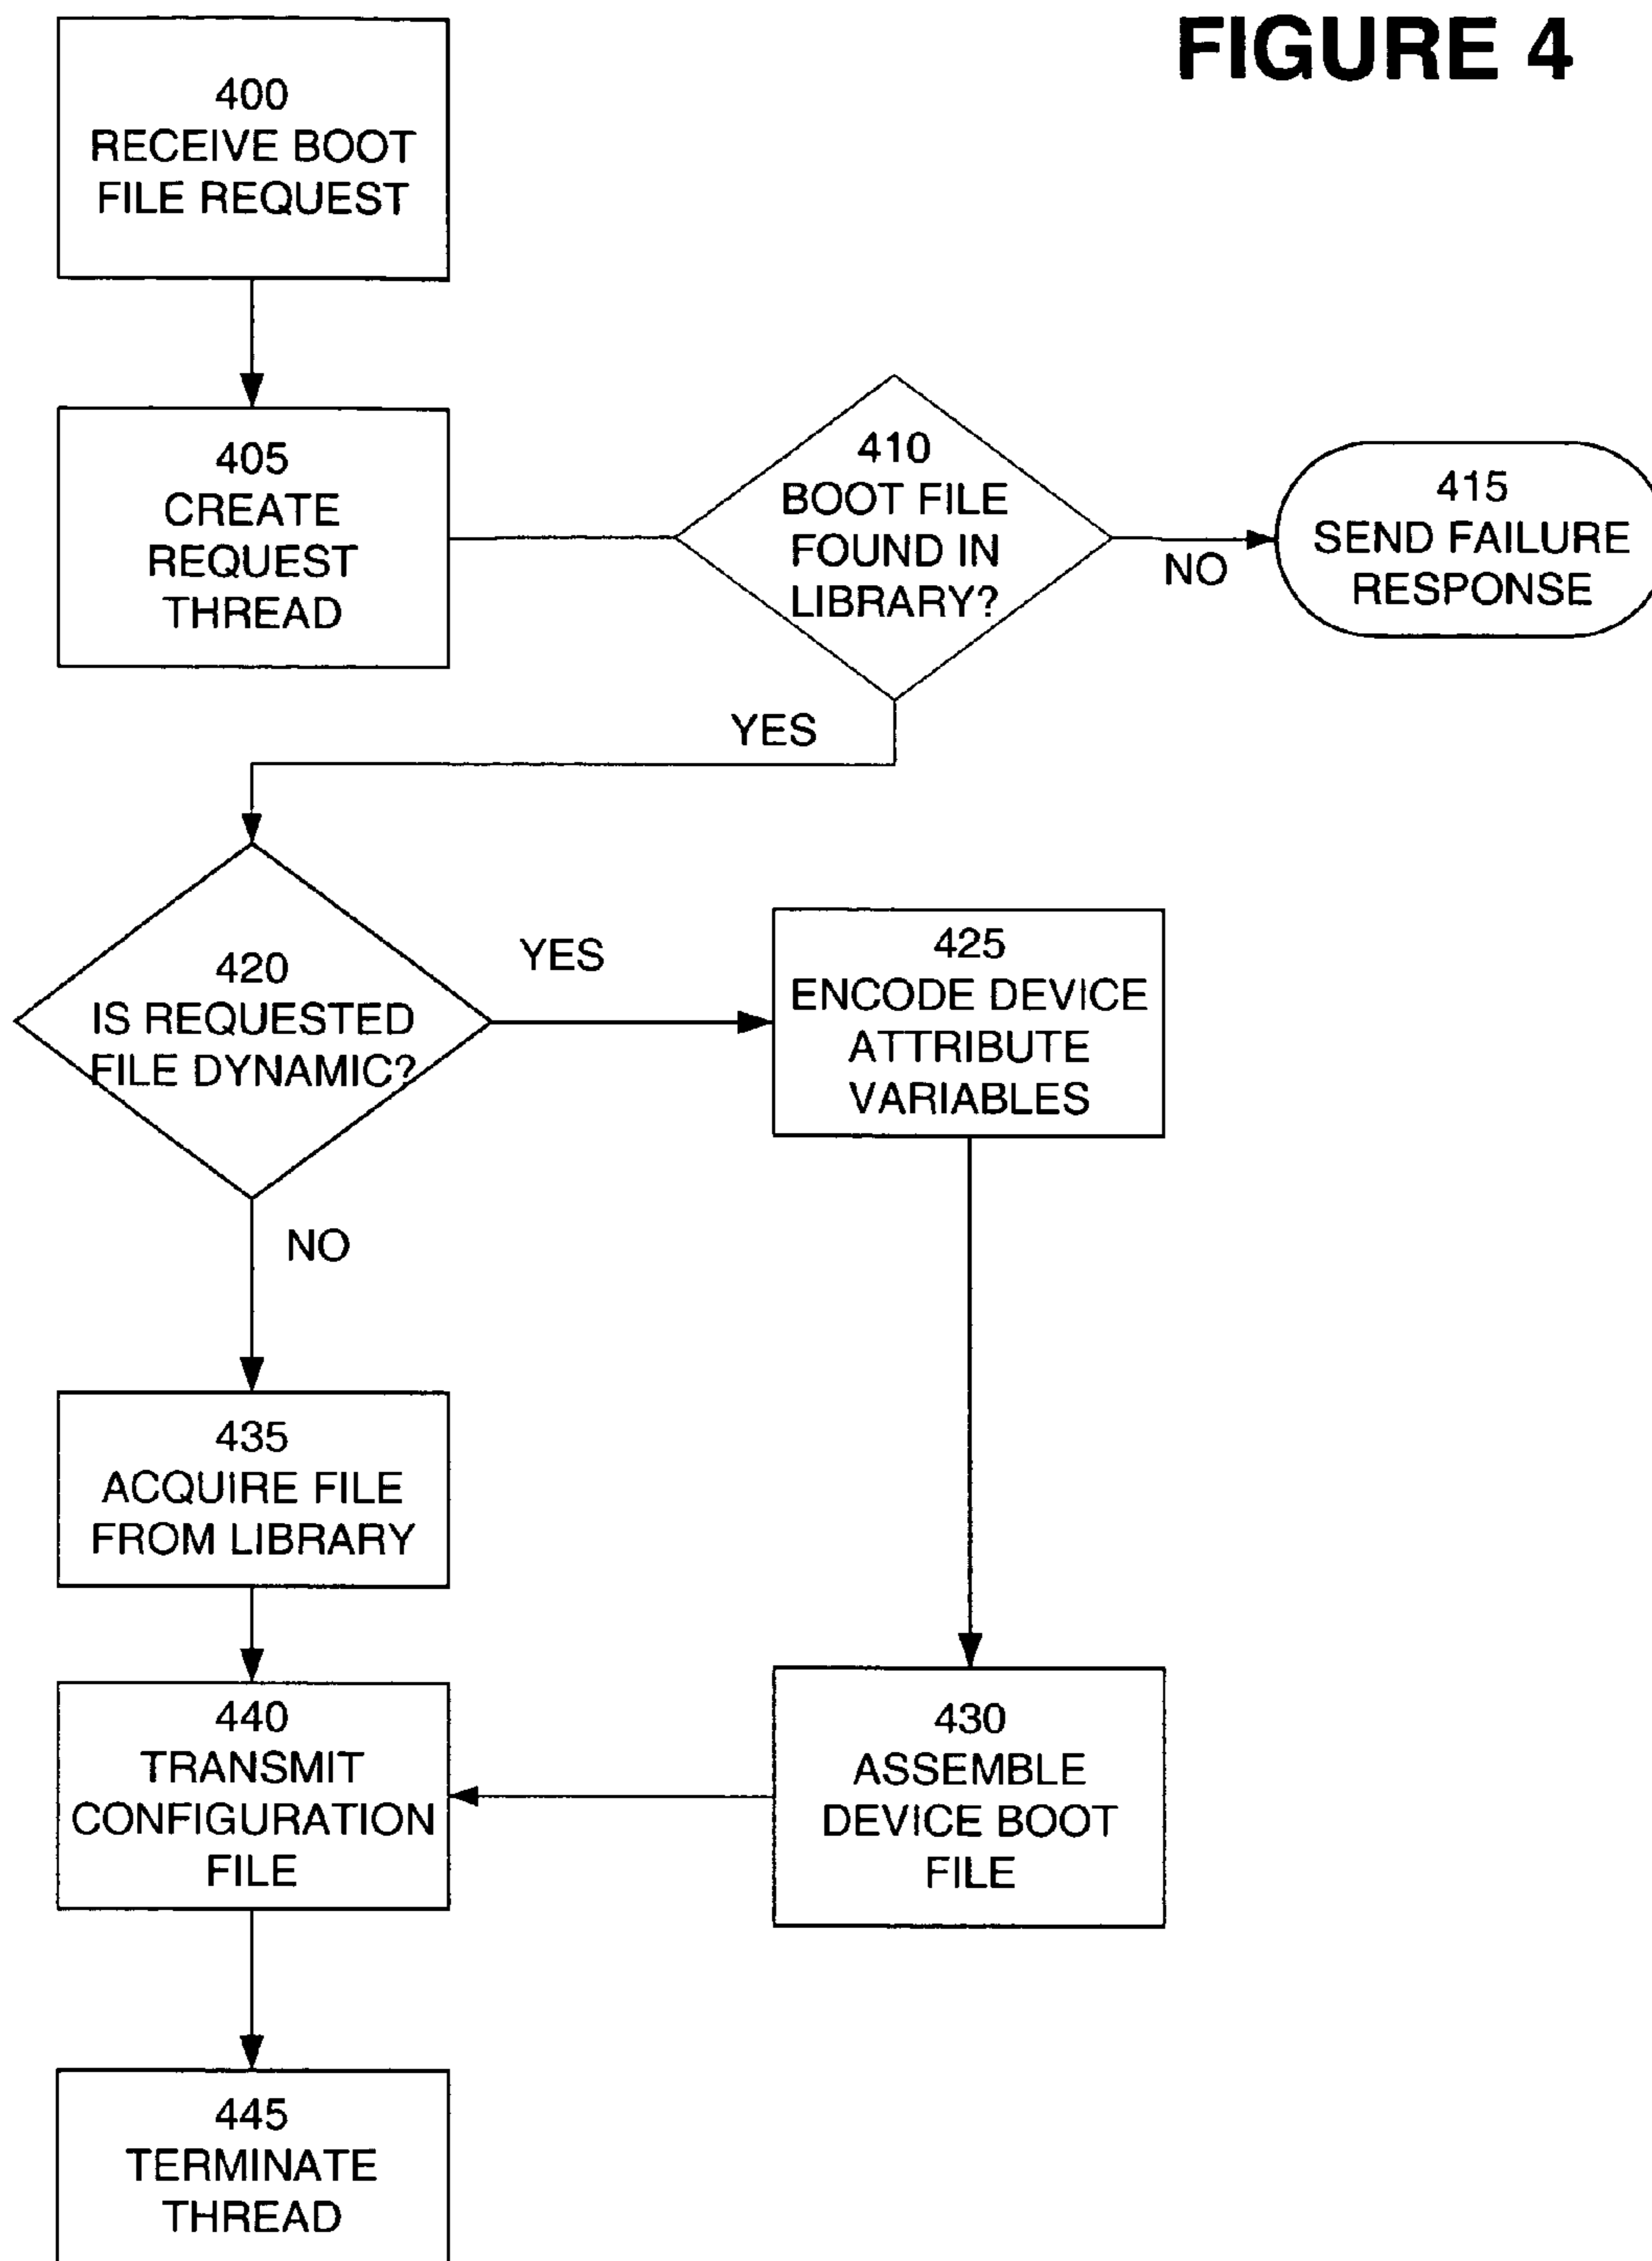 FIGURE 4
400
RECEIVE BOOT
FILE REQUEST
405
CREATE
REQUEST
THREAD
410
BOOT FILE
FOUND IN
LIBRARY?
NO
415
SEND FAILURE
RESPONSE
YES
420
IS REQUESTED
FILE DYNAMIC?
YES
425
ENCODE DEVICE
ATTRIBUTE
VARIABLES
NO
435
ACQUIRE FILE
FROM LIBRARY
440
TRANSMIT
CONFIGURATION
FILE
430
ASSEMBLE
DEVICE BOOT
FILE
445
TERMINATE
THREAD